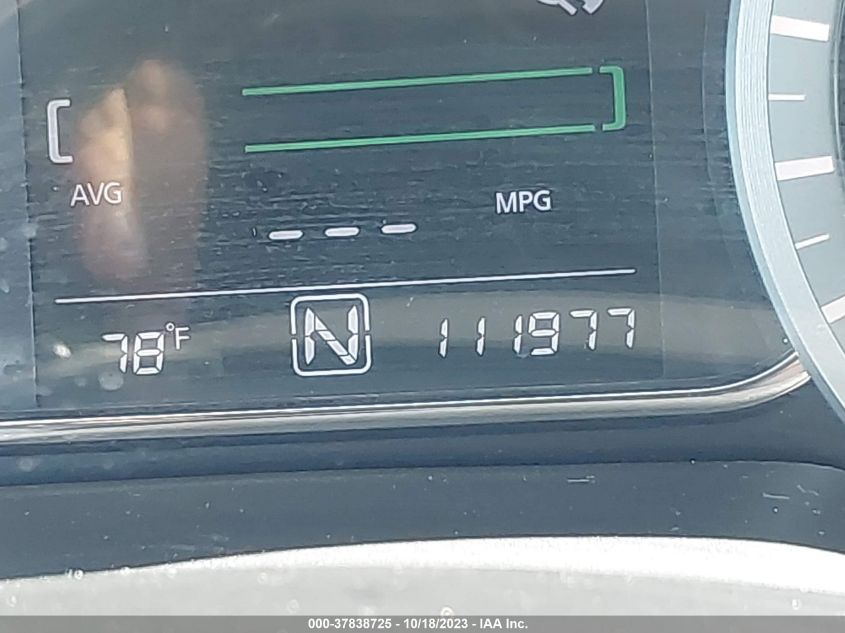 AVG MPG
---
78°F N 111977
000-37838725 - 10/18/2023 - IAA Inc.